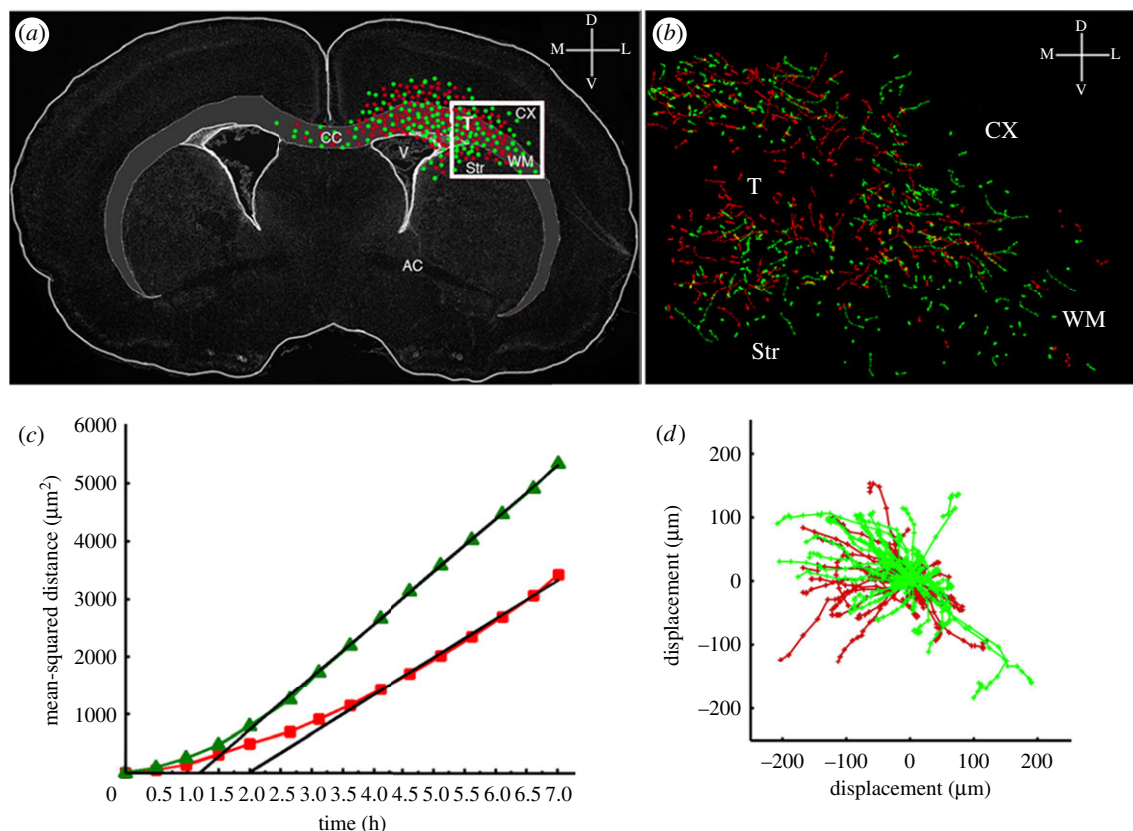 (a)
D
M L
V
CX
T
CC
V
WM
Str
AC
(b)
D
M L
V
CX
T
WM
Str
(c)
6000
5000
4000
3000
2000
1000
0 0.5 1.0 1.5 2.0 2.5 3.0 3.5 4.0 4.5 5.0 5.5 6.0 6.5 7.0
mean-squared distance (μm²)
time (h)
(d)
200
100
0
–100
–200
–200 –100 0 100 200
displacement (μm)
displacement (μm)